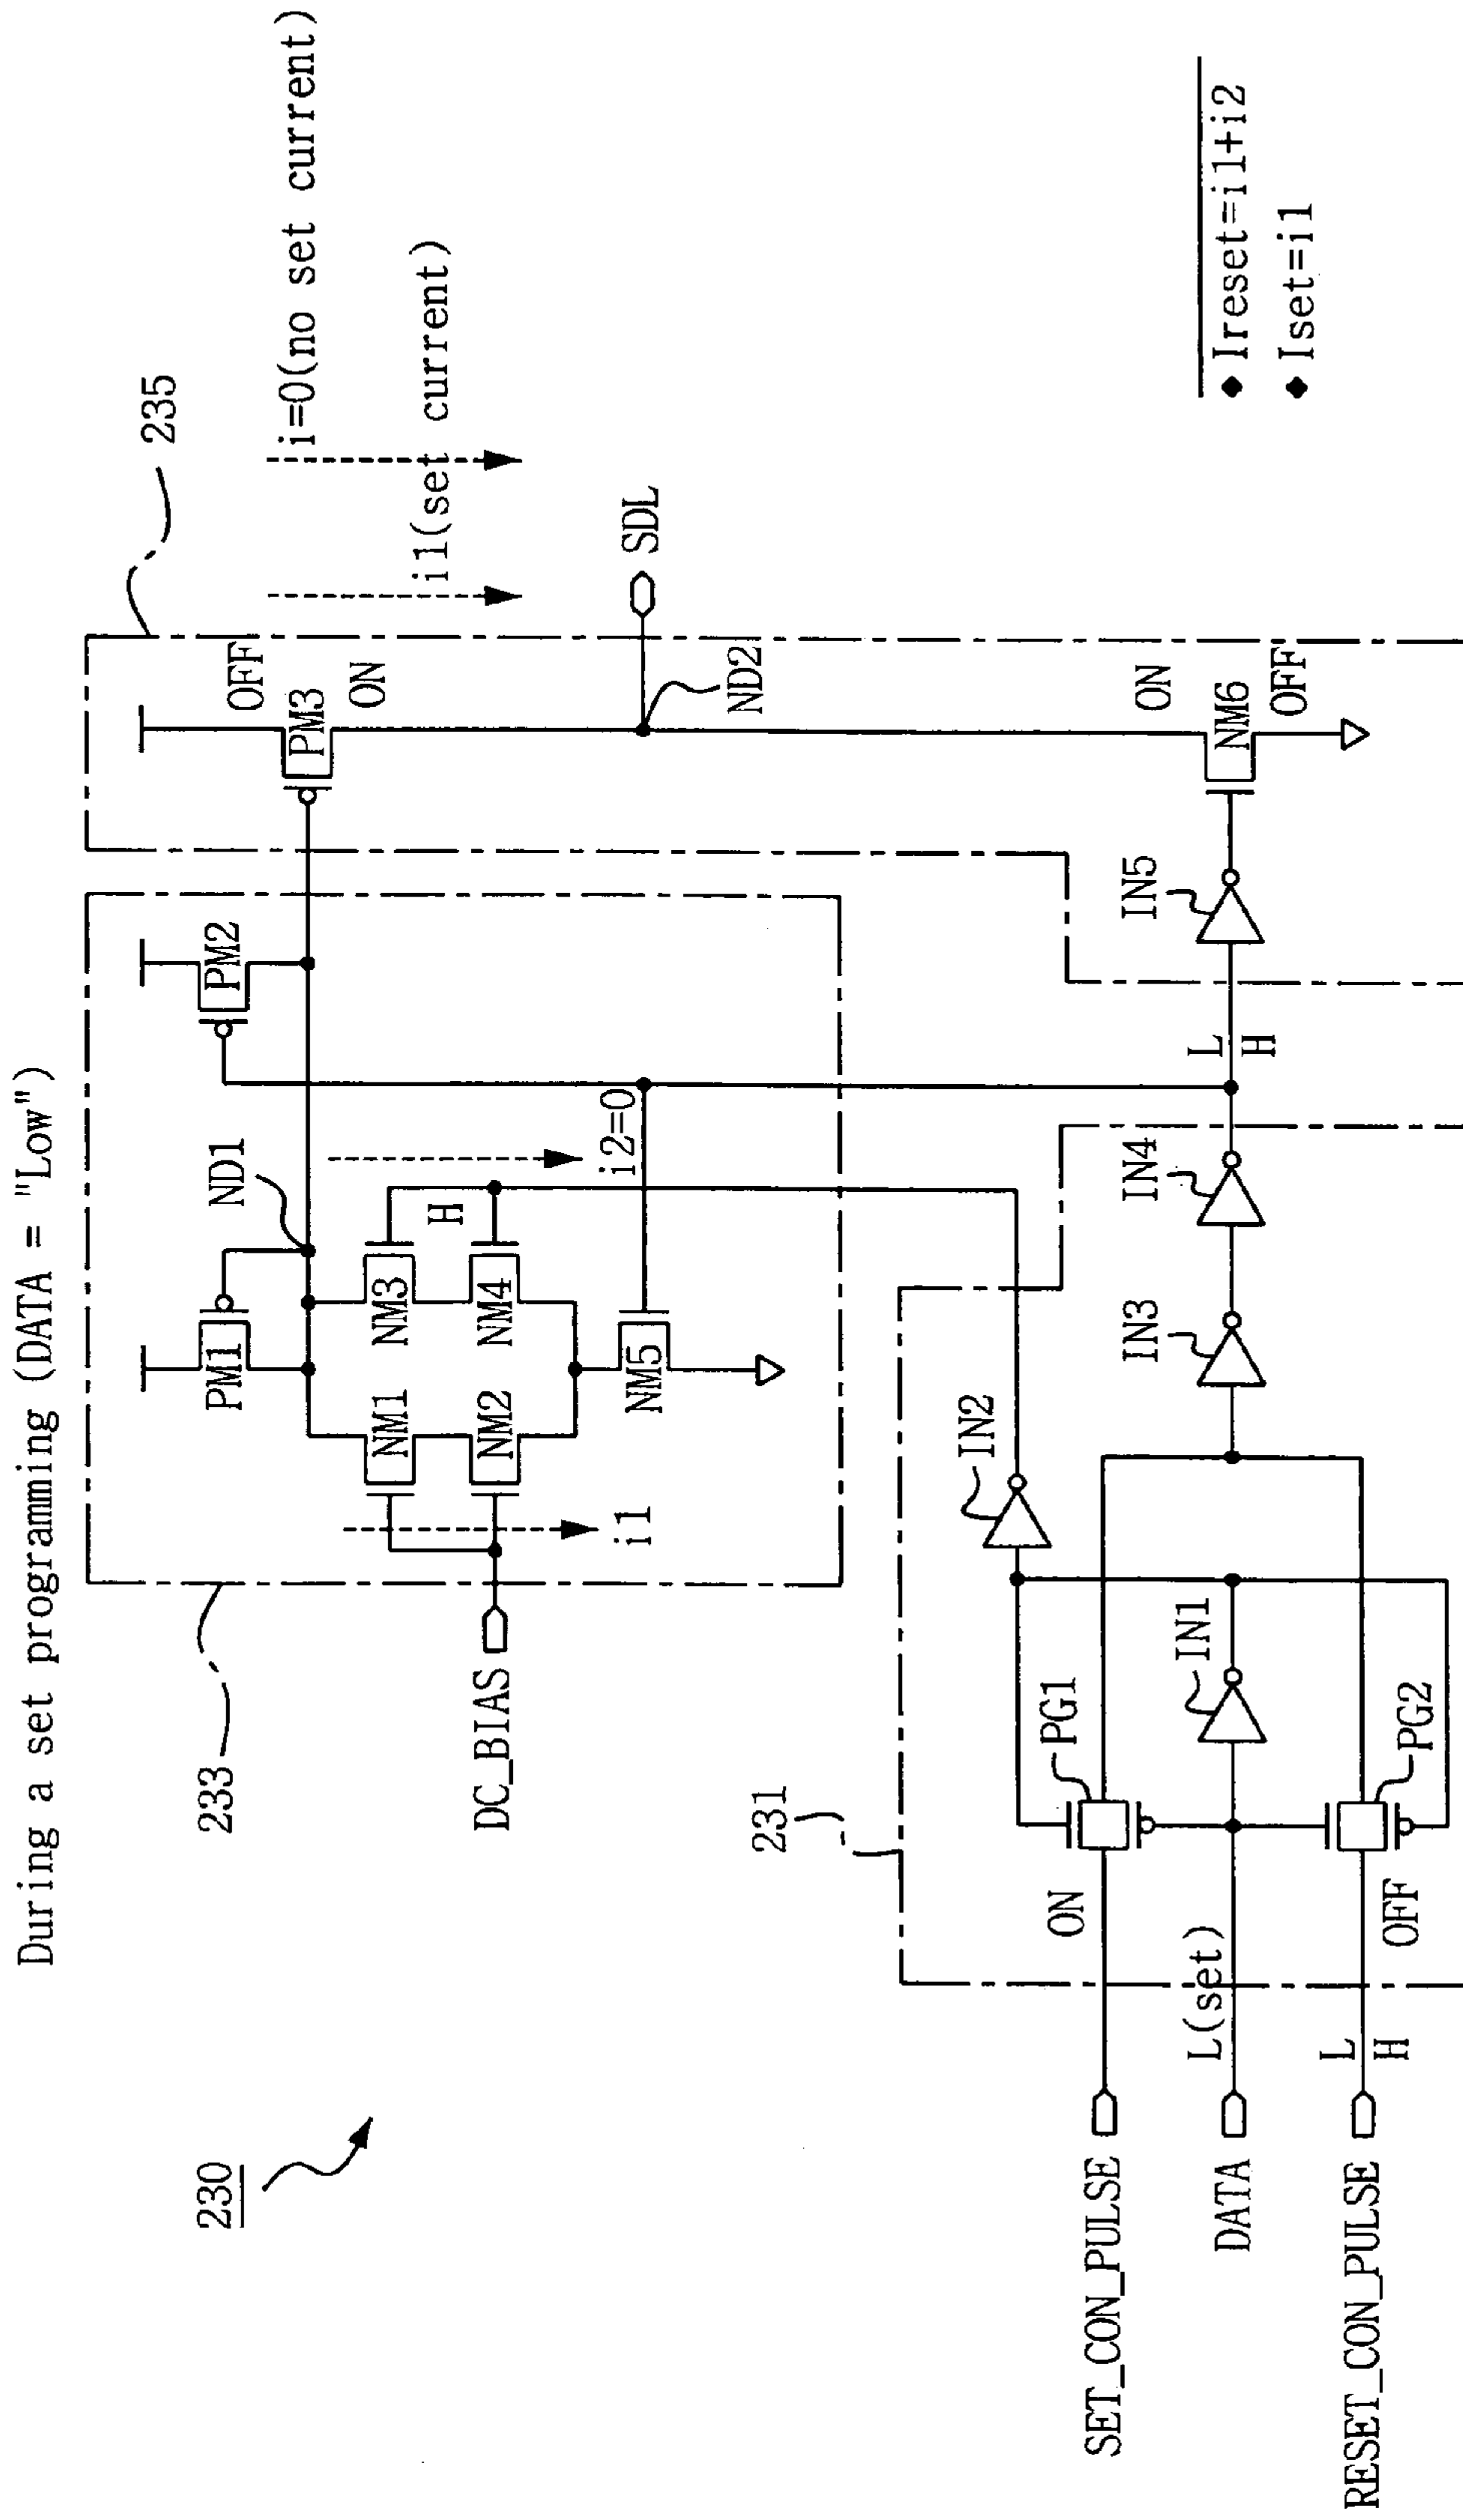 During a set programming (DATA = "Low")
230
233
235
PM1
ND1
PM2
OFF
PM3
ON
i=0(no set current)
i1(set current)
NM1
NM3
H
DC_BIAS
NM2
NM4
i1
i2=0
NM5
SDL
ND2
231
IN2
SET_CON_PULSE
ON
PG1
L(set)
DATA
IN1
IN3
IN4
L
H
IN5
ON
NM6
OFF
RESET_CON_PULSE
L
H
OFF
PG2
◆ Ireset=i1+i2
◆ Iset=i1